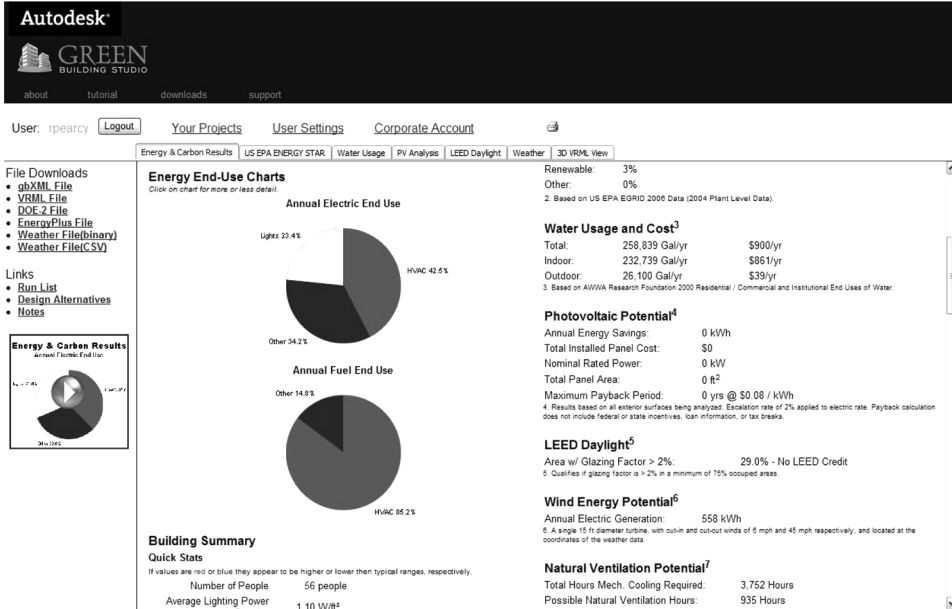 Autodesk®
GREEN
BUILDING STUDIO
about tutorial downloads support
User: rpearcy Logout Your Projects User Settings Corporate Account
Energy & Carbon Results US EPA ENERGY STAR Water Usage PV Analysis LEED Daylight Weather 3D VRML View
File Downloads
• gbXML File
• VRML File
• DOE-2 File
• EnergyPlus File
• Weather File(binary)
• Weather File(CSV)
Links
• Run List
• Design Alternatives
• Notes
Energy & Carbon Results
Annual Electric End Use
Energy End-Use Charts
Click on chart for more or less detail.
Annual Electric End Use
Lights 23.4%
HVAC 42.5%
Other 34.2%
Annual Fuel End Use
Other 14.8%
HVAC 85.2%
Building Summary
Quick Stats
If values are red or blue they appear to be higher or lower then typical ranges, respectively.
Number of People 56 people
Average Lighting Power 1.10 W/ft²
Renewable: 3%
Other: 0%
2. Based on US EPA EGRID 2006 Data (2004 Plant Level Data).
Water Usage and Cost3
Total: 258,839 Gal/yr $900/yr
Indoor: 232,739 Gal/yr $861/yr
Outdoor: 26,100 Gal/yr $39/yr
3. Based on AWWA Research Foundation 2000 Residential / Commercial and Institutional End Uses of Water.
Photovoltaic Potential4
Annual Energy Savings: 0 kWh
Total Installed Panel Cost: $0
Nominal Rated Power: 0 kW
Total Panel Area: 0 ft2
Maximum Payback Period: 0 yrs @ $0.08 / kWh
4. Results based on all exterior surfaces being analyzed. Escalation rate of 2% applied to electric rate. Payback calculation
does not include federal or state incentives, loan information, or tax breaks.
LEED Daylight5
Area w/ Glazing Factor > 2%: 29.0% - No LEED Credit
5. Qualifies if glazing factor is > 2% in a minimum of 75% occupied areas.
Wind Energy Potential6
Annual Electric Generation: 558 kWh
6. A single 15 ft diameter turbine, with cut-in and cut-out winds of 6 mph and 45 mph respectively, and located at the
coordinates of the weather data.
Natural Ventilation Potential7
Total Hours Mech. Cooling Required: 3,752 Hours
Possible Natural Ventilation Hours: 935 Hours